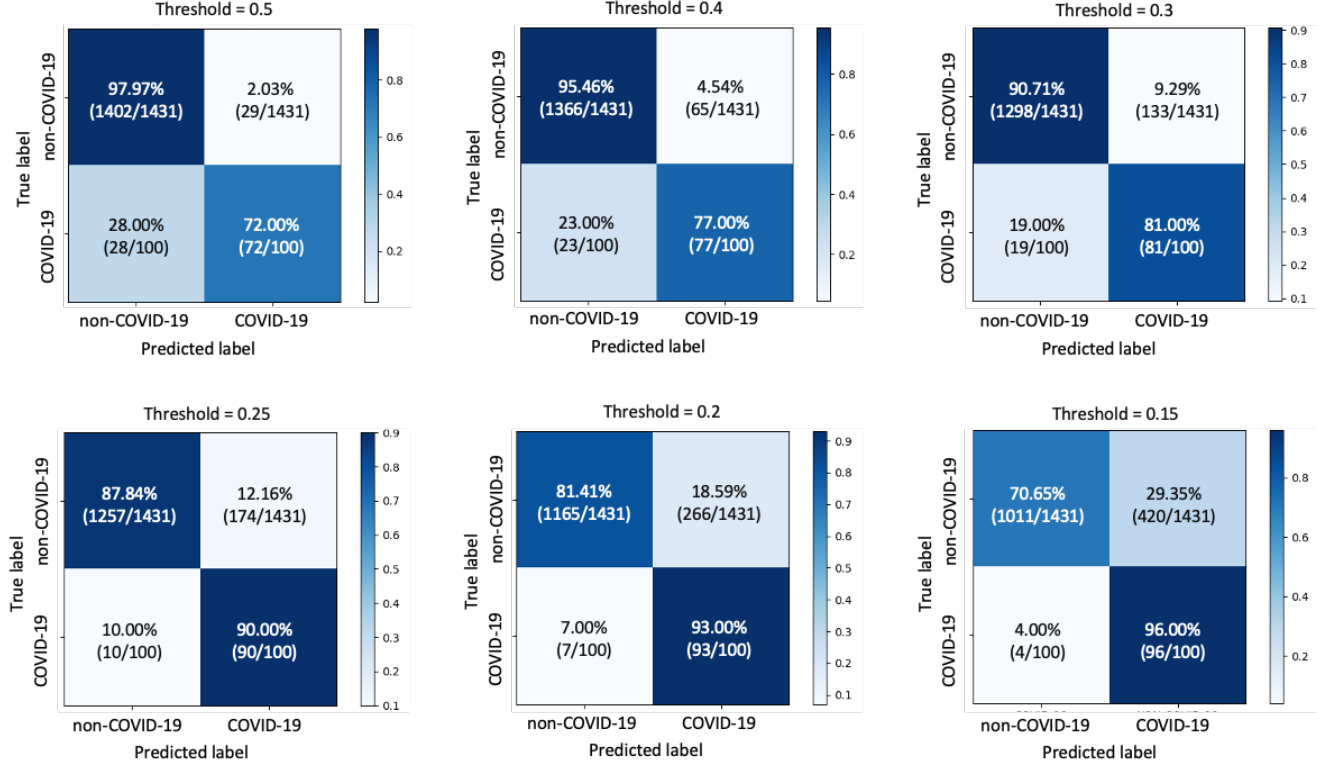 Threshold = 0.5
non-COVID-19
97.97%
(1402/1431)
2.03%
(29/1431)
True label
COVID-19
28.00%
(28/100)
72.00%
(72/100)
0.8
0.6
0.4
0.2
non-COVID-19
COVID-19
Predicted label
Threshold = 0.4
non-COVID-19
95.46%
(1366/1431)
4.54%
(65/1431)
True label
COVID-19
23.00%
(23/100)
77.00%
(77/100)
0.8
0.6
0.4
0.2
non-COVID-19
COVID-19
Predicted label
Threshold = 0.3
non-COVID-19
90.71%
(1298/1431)
9.29%
(133/1431)
True label
COVID-19
19.00%
(19/100)
81.00%
(81/100)
0.9
0.8
0.7
0.6
0.5
0.4
0.3
0.2
0.1
non-COVID-19
COVID-19
Predicted label
Threshold = 0.25
non-COVID-19
87.84%
(1257/1431)
12.16%
(174/1431)
True label
COVID-19
10.00%
(10/100)
90.00%
(90/100)
0.9
0.8
0.7
0.6
0.5
0.4
0.3
0.2
0.1
non-COVID-19
COVID-19
Predicted label
Threshold = 0.2
non-COVID-19
81.41%
(1165/1431)
18.59%
(266/1431)
True label
COVID-19
7.00%
(7/100)
93.00%
(93/100)
0.9
0.8
0.7
0.6
0.5
0.4
0.3
0.2
0.1
non-COVID-19
COVID-19
Predicted label
Threshold = 0.15
non-COVID-19
70.65%
(1011/1431)
29.35%
(420/1431)
True label
COVID-19
4.00%
(4/100)
96.00%
(96/100)
0.8
0.6
0.4
0.2
non-COVID-19
COVID-19
Predicted label